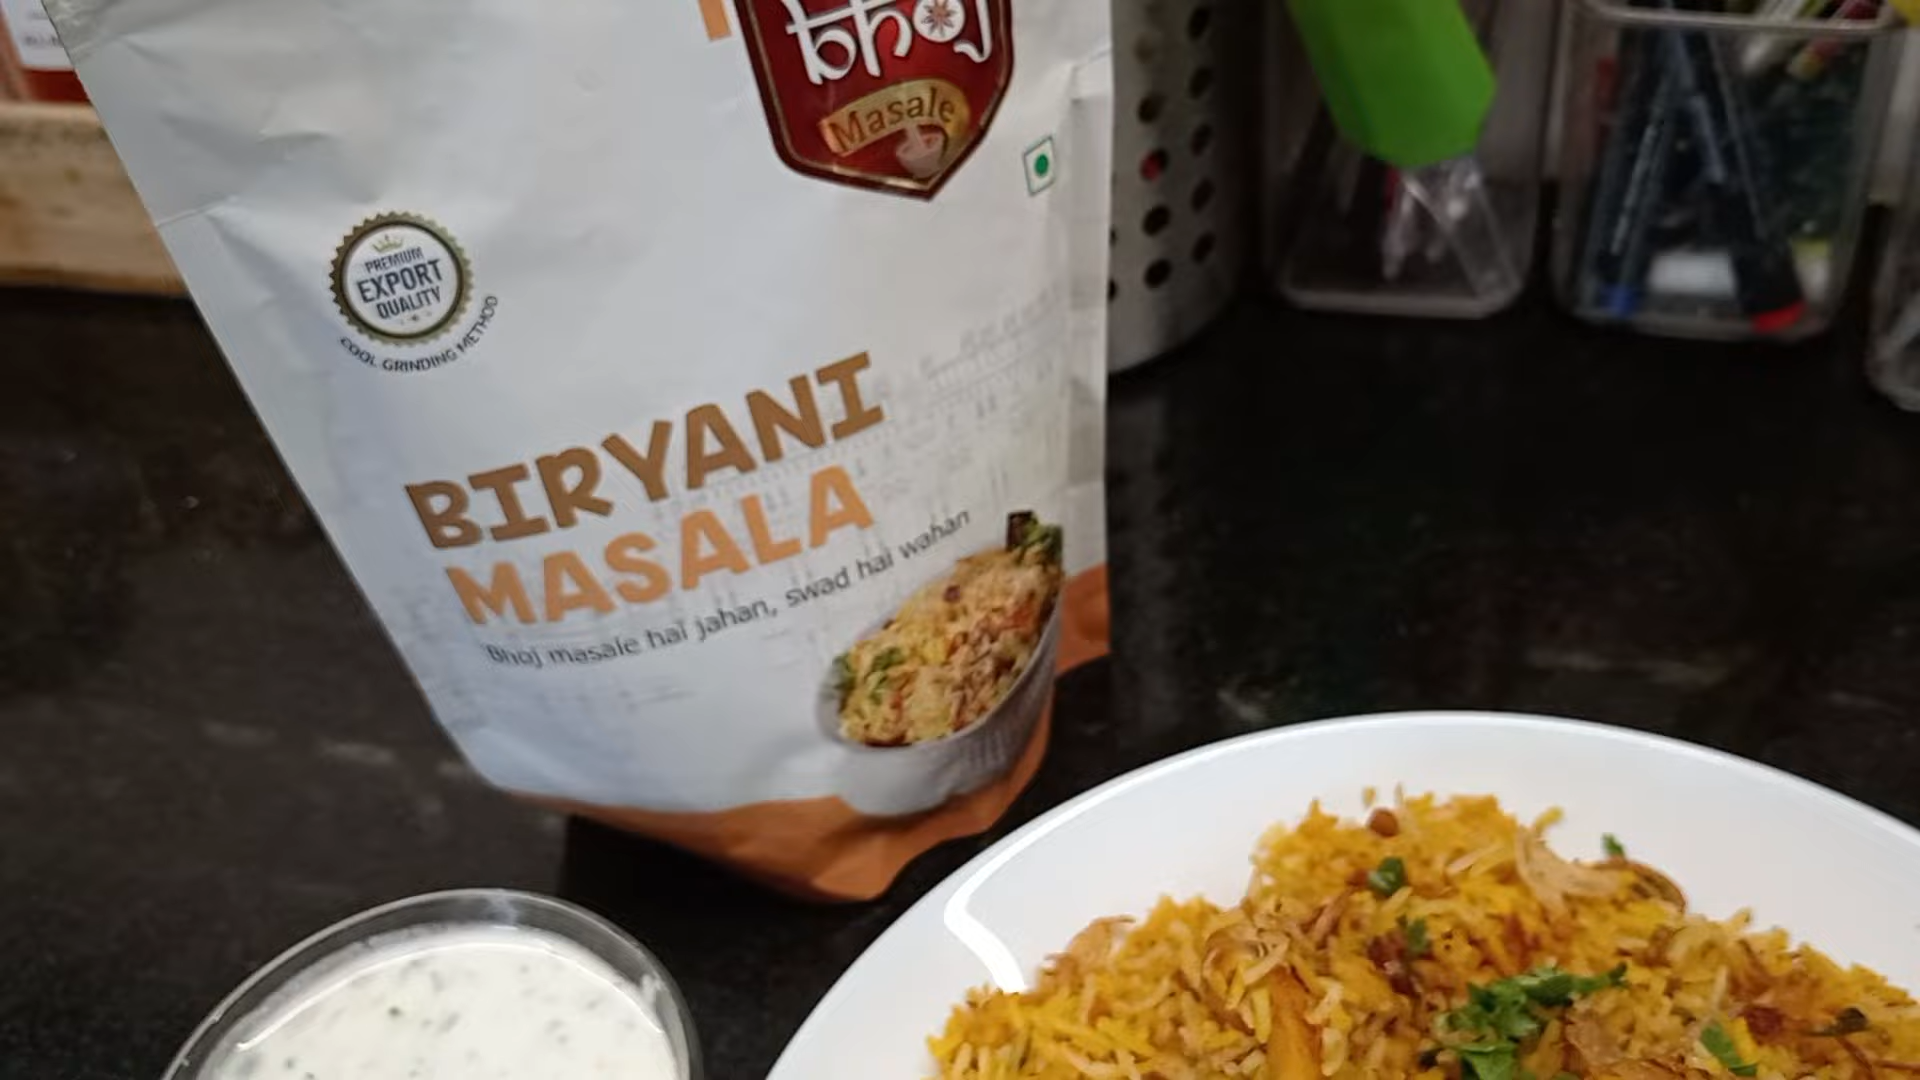 bhoj
Masale
PREMIUM
EXPORT
QUALITY
COOL GRINDING METHOD
BIRYANI
MASALA
Bhoj masale hai jahan, swad hai wahan